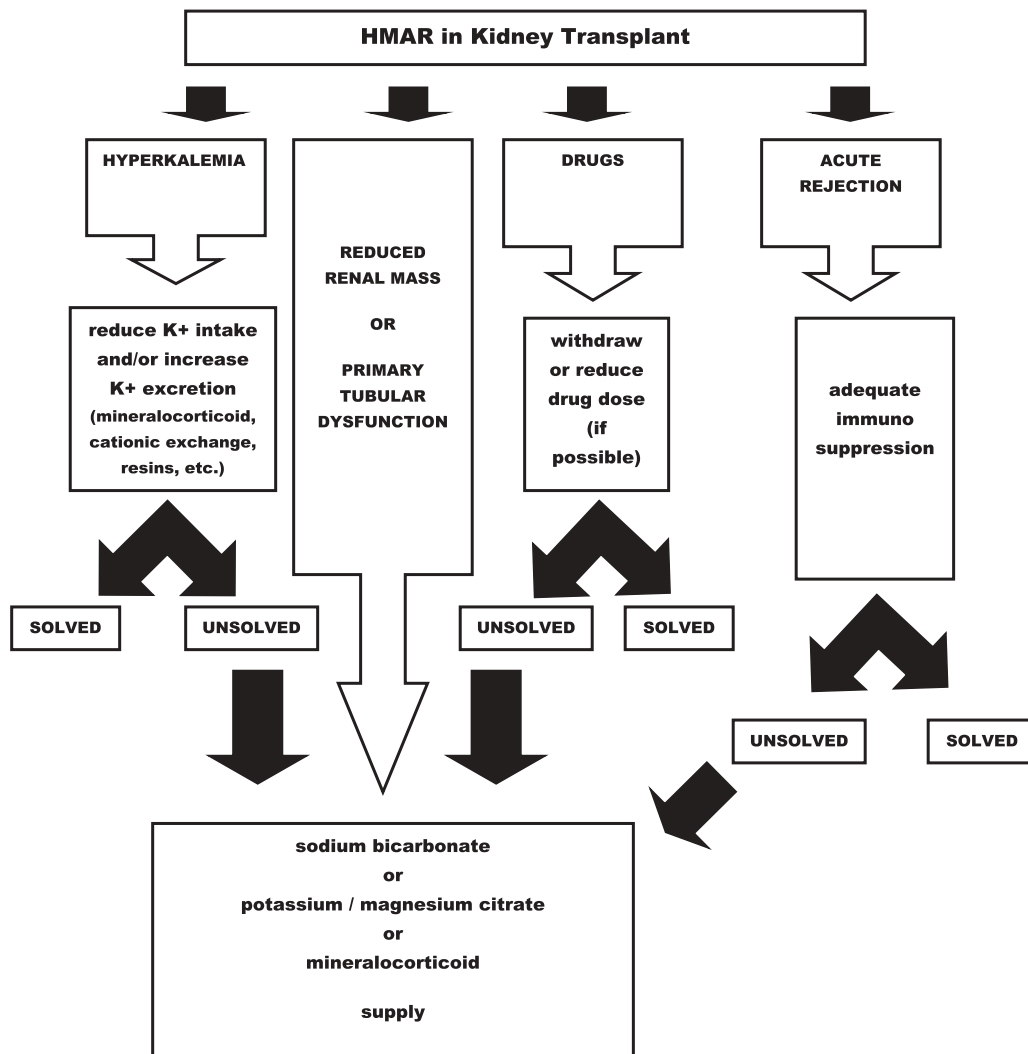 HMAR in Kidney Transplant
HYPERKALEMIA
reduce K+ intake
and/or increase
K+ excretion
(mineralocorticoid,
cationic exchange,
resins, etc.)
SOLVED
UNSOLVED
REDUCED
RENAL MASS
OR
PRIMARY
TUBULAR
DYSFUNCTION
DRUGS
withdraw
or reduce
drug dose
(if
possible)
UNSOLVED
SOLVED
ACUTE
REJECTION
adequate
immuno
suppression
UNSOLVED
SOLVED
sodium bicarbonate
or
potassium / magnesium citrate
or
mineralocorticoid
supply